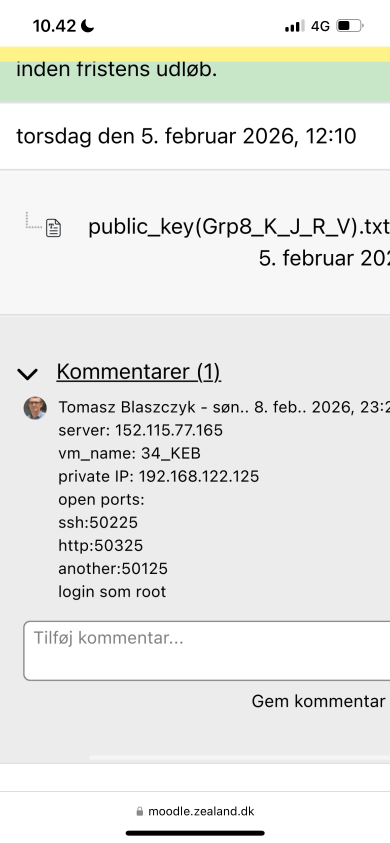 10.42
4G
inden fristens udløb.
torsdag den 5. februar 2026, 12:10
public_key(Grp8_K_J_R_V).txt
5. februar 202
Kommentarer (1)
Tomasz Blaszczyk - søn.. 8. feb.. 2026, 23:2
server: 152.115.77.165
vm_name: 34_KEB
private IP: 192.168.122.125
open ports:
ssh:50225
http:50325
another:50125
login som root
Tilføj kommentar...
Gem kommentar
moodle.zealand.dk